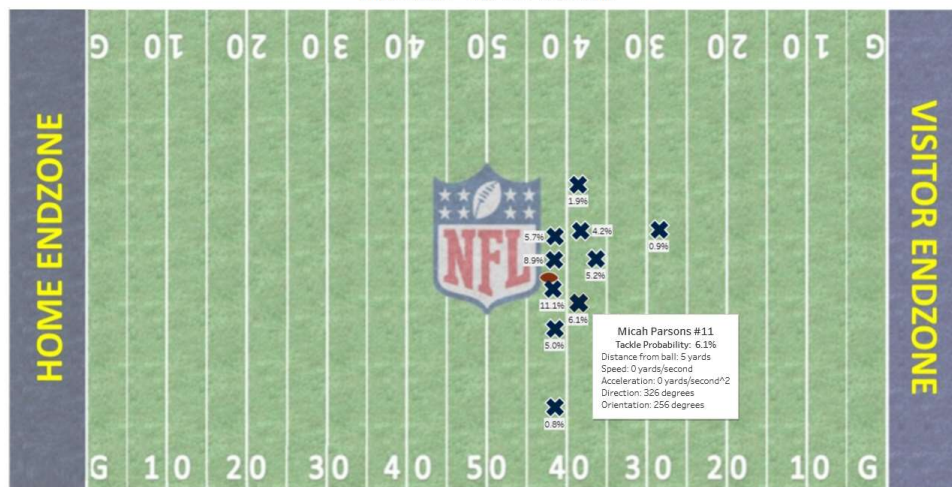 G 10 20 30 40 50 40 30 20 10 G
HOME ENDZONE
VISITOR ENDZONE
NFL
1.9%
5.7%
4.2%
0.9%
8.9%
5.2%
11.1%
6.1%
5.0%
0.8%
Micah Parsons #11
Tackle Probability: 6.1%
Distance from ball: 5 yards
Speed: 0 yards/second
Acceleration: 0 yards/second^2
Direction: 326 degrees
Orientation: 256 degrees
G 10 20 30 40 50 40 30 20 10 G